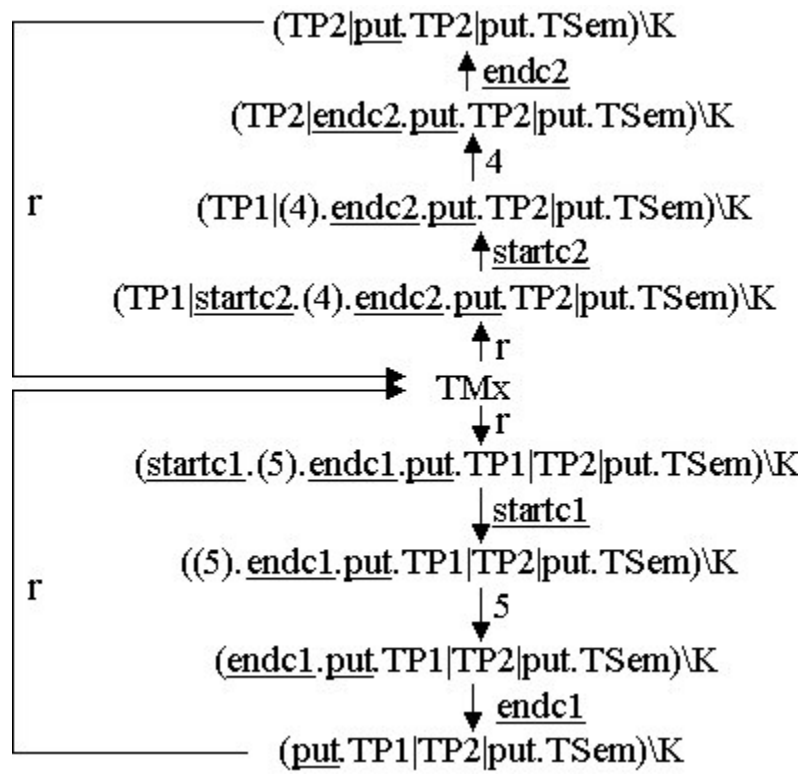 (TP2|put.TP2|put.TSem)\K
endc2
(TP2|endc2.put.TP2|put.TSem)\K
4
r
(TP1|(4).endc2.put.TP2|put.TSem)\K
startc2
(TP1|startc2.(4).endc2.put.TP2|put.TSem)\K
r
TMx
r
(startc1.(5).endc1.put.TP1|TP2|put.TSem)\K
startc1
((5).endc1.put.TP1|TP2|put.TSem)\K
r
5
(endc1.put.TP1|TP2|put.TSem)\K
endc1
(put.TP1|TP2|put.TSem)\K